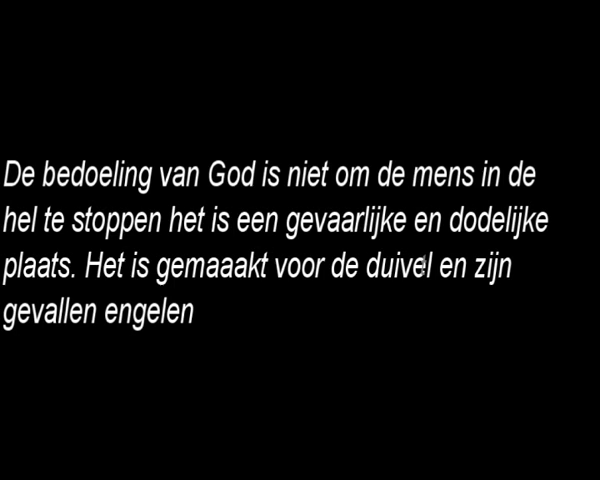 De bedoeling van God is niet om de mens in de
hel te stoppen het is een gevaarlijke en dodelijke
plaats. Het is gemaaakt voor de duivel en zijn
gevallen engelen